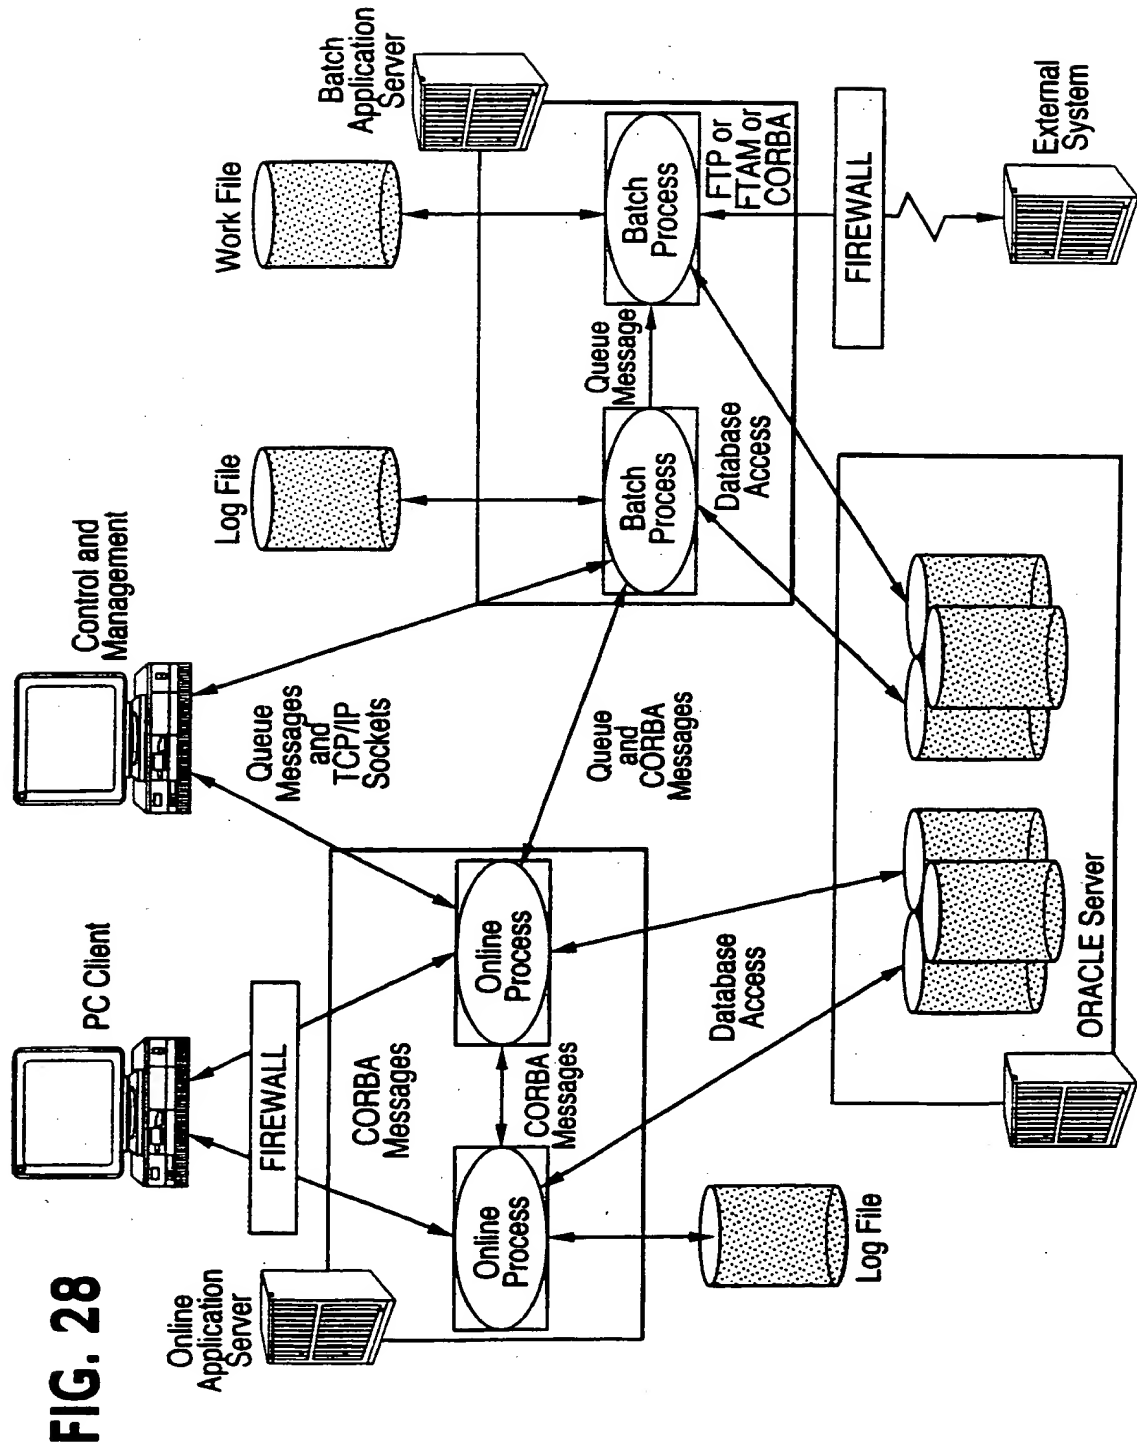 FIG. 28
PC Client
Control and
Management
Log File
Work File
Batch
Application
Server
Online
Application
Server
FIREWALL
CORBA
Messages
Queue
Messages
and
TCP/IP
Sockets
Online
Process
CORBA
Messages
Online
Process
Queue
and
CORBA
Messages
Batch
Process
Queue
Message
Batch
Process
FTP or
FTAM or
CORBA
Log File
Database
Access
Database
Access
FIREWALL
ORACLE Server
External
System